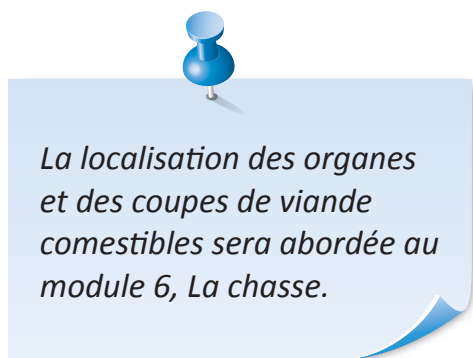 La localisation des organes
et des coupes de viande
comestibles sera abordée au
module 6, La chasse.